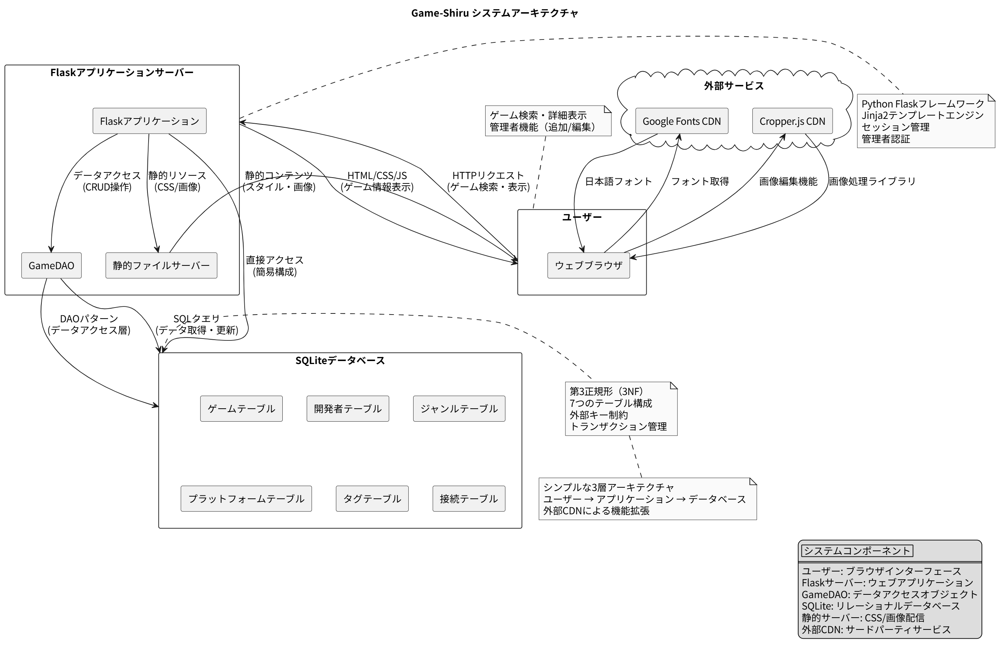 Game-Shiru システムアーキテクチャ
Flaskアプリケーションサーバー
外部サービス
Flaskアプリケーション
ゲーム検索・詳細表示
管理者機能（追加/編集）
Google Fonts CDN
Cropper.js CDN
Python Flaskフレームワーク
Jinja2テンプレートエンジン
セッション管理
管理者認証
データアクセス
(CRUD操作)
静的リソース
(CSS/画像)
静的コンテンツ
(スタイル・画像)
HTML/CSS/JS
(ゲーム情報表示)
HTTPリクエスト
(ゲーム検索・表示)
日本語フォント
フォント取得
画像編集機能
画像処理ライブラリ
ユーザー
GameDAO
静的ファイルサーバー
直接アクセス
(簡易構成)
ウェブブラウザ
DAOパターン
(データアクセス層)
SQLクエリ
(データ取得・更新)
SQLiteデータベース
ゲームテーブル
開発者テーブル
ジャンルテーブル
第3正規形（3NF）
7つのテーブル構成
外部キー制約
トランザクション管理
プラットフォームテーブル
タグテーブル
接続テーブル
シンプルな3層アーキテクチャ
ユーザー → アプリケーション → データベース
外部CDNによる機能拡張
システムコンポーネント
ユーザー: ブラウザインターフェース
Flaskサーバー: ウェブアプリケーション
GameDAO: データアクセスオブジェクト
SQLite: リレーショナルデータベース
静的サーバー: CSS/画像配信
外部CDN: サードパーティサービス